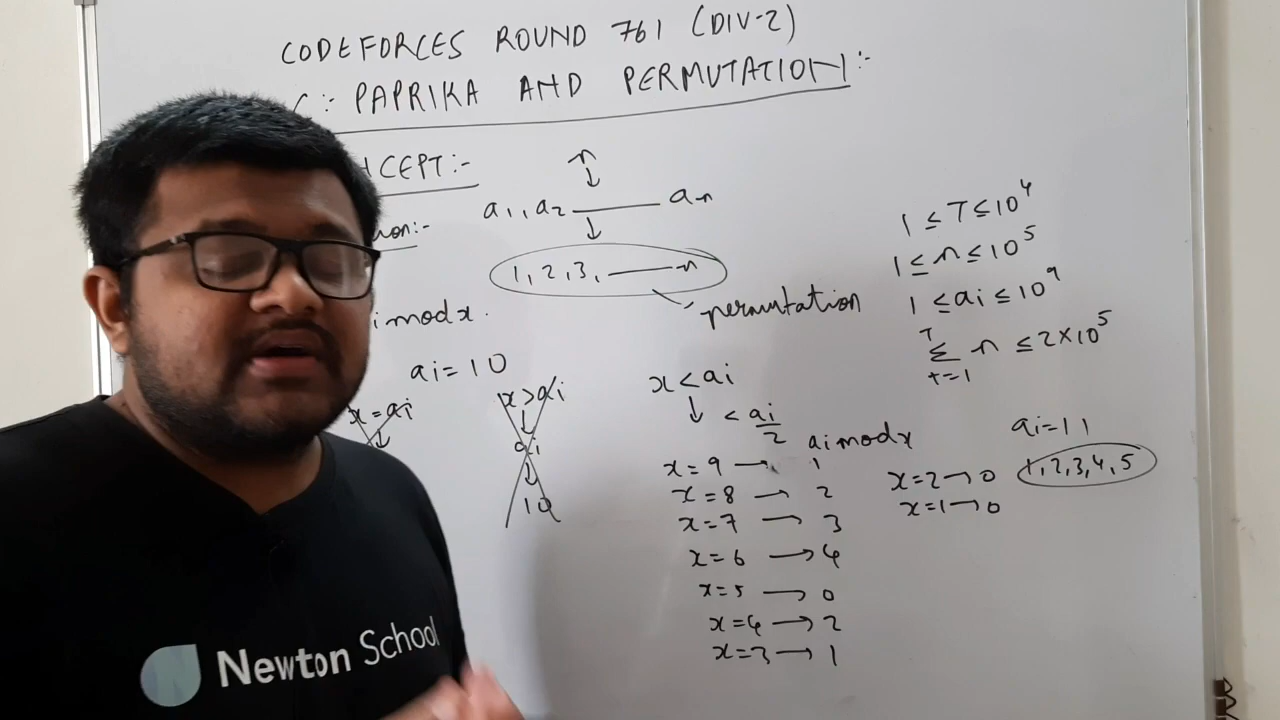 CODEFORCES ROUND 761 (DIV-2)
C:- PAPRIKA AND PERMUTATION:-
CEPT:-
n
↓
a1, a2 ——— an
↓
1, 2, 3, ——— n
permutation
ion:-
i mod x.
ai = 10
x = ai
↓
x > ai
↓
ai
↓
10
x < ai
↓ < ai/2
ai mod x
x = 9 → 1
x = 8 → 2
x = 7 → 3
x = 6 → 4
x = 5 → 0
x = 4 → 2
x = 3 → 1
x = 2 → 0
x = 1 → 0
1 ≤ T ≤ 10^4
1 ≤ n ≤ 10^5
1 ≤ ai ≤ 10^9
T
Σ n ≤ 2×10^5
t=1
ai = 11
1, 2, 3, 4, 5
Newton School